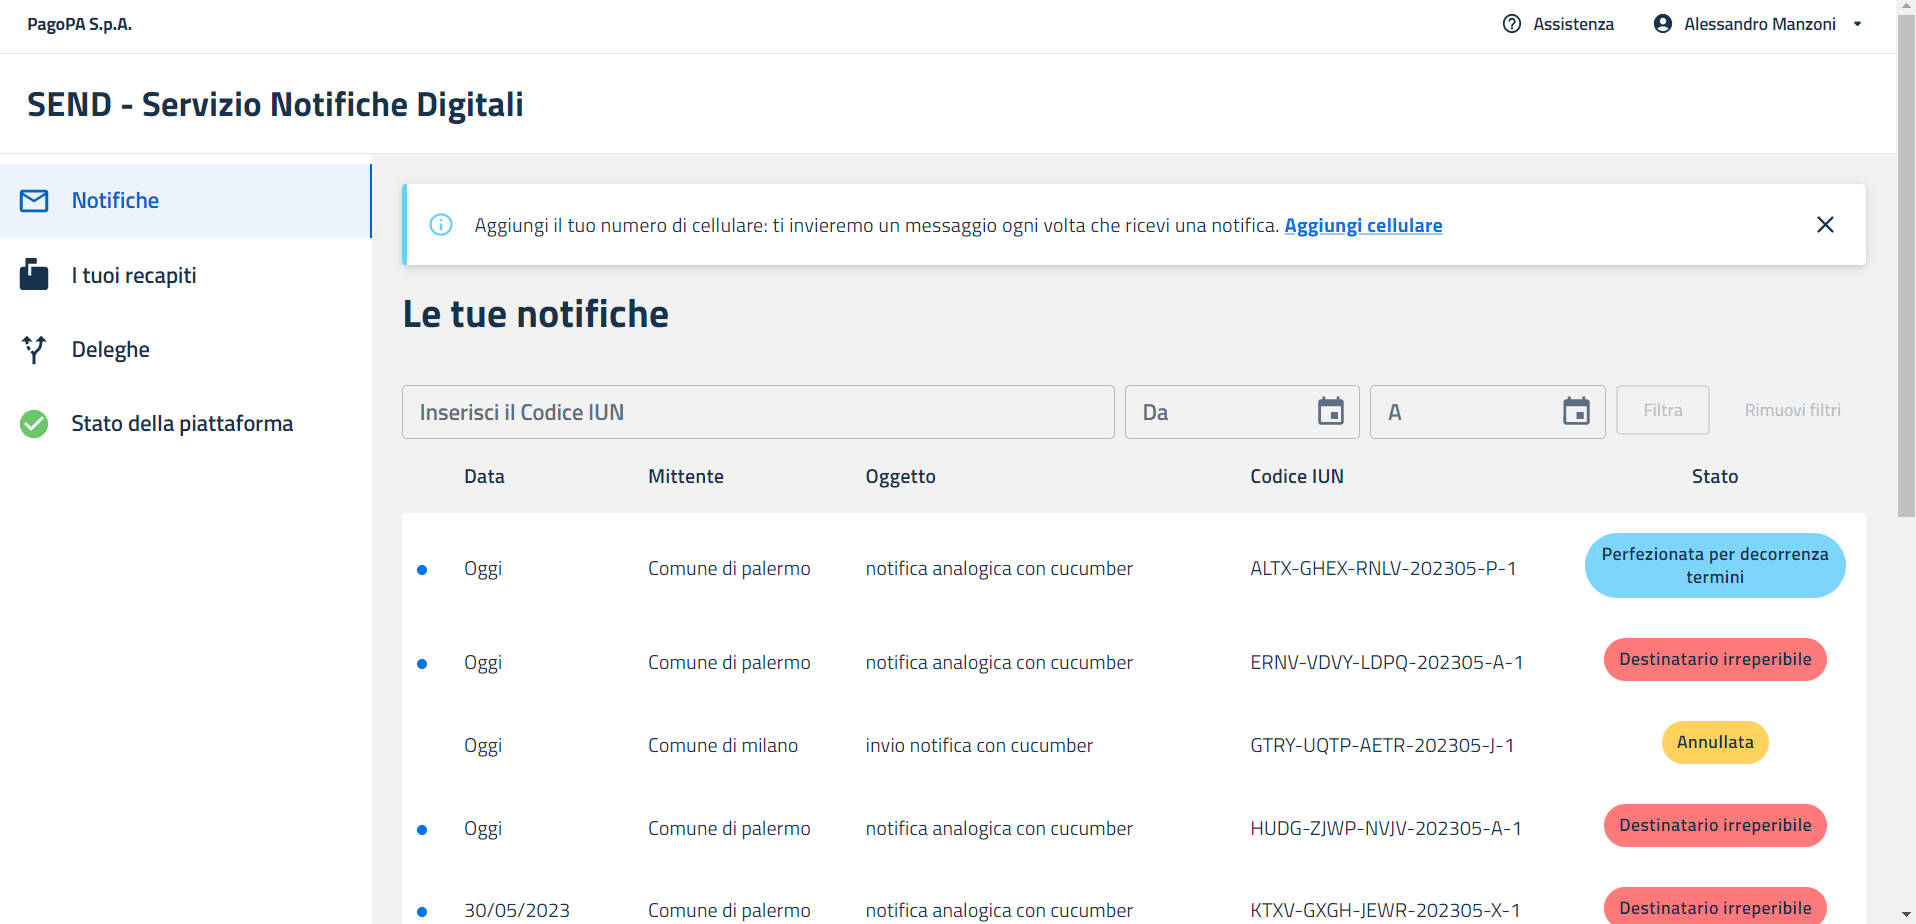 PagoPA S.p.A.
Assistenza
Alessandro Manzoni
SEND - Servizio Notifiche Digitali
Notifiche
I tuoi recapiti
Deleghe
Stato della piattaforma
Aggiungi il tuo numero di cellulare: ti invieremo un messaggio ogni volta che ricevi una notifica. Aggiungi cellulare
Le tue notifiche
Inserisci il Codice IUN
Da
A
Filtra
Rimuovi filtri
Data Mittente Oggetto Codice IUN Stato
Oggi Comune di palermo notifica analogica con cucumber ALTX-GHEX-RNLV-202305-P-1 Perfezionata per decorrenza
termini
Oggi Comune di palermo notifica analogica con cucumber ERNV-VDVY-LDPQ-202305-A-1 Destinatario irreperibile
Oggi Comune di milano invio notifica con cucumber GTRY-UQTP-AETR-202305-J-1 Annullata
Oggi Comune di palermo notifica analogica con cucumber HUDG-ZJWP-NVJV-202305-A-1 Destinatario irreperibile
30/05/2023 Comune di palermo notifica analogica con cucumber KTXV-GXGH-JEWR-202305-X-1 Destinatario irreperibile